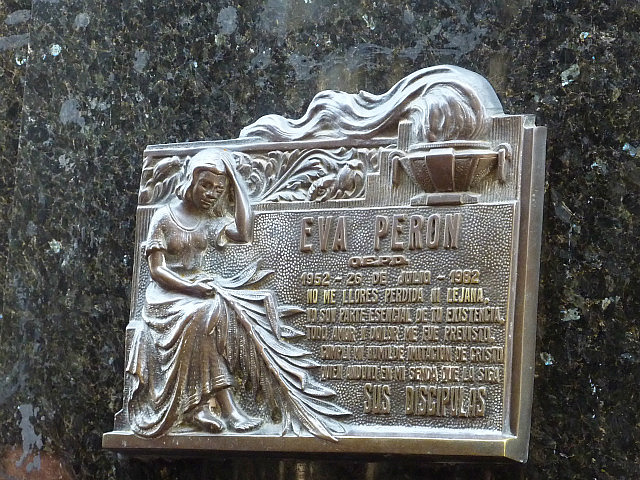 EVA PERON
Q.E.P.D.
1952 - 26 DE JULIO - 1982
NO ME LLORES PERDIDA NI LEJANA,
YO SOY PARTE ESENCIAL DE TU EXISTENCIA,
TODO AMOR Y DOLOR ME FUE PREVISTO,
CUMPLI MI HUMILDE IMITACION DE CRISTO
QUIEN ANDUVO EN MI SENDA QUE LA SIGA
SUS DISCIPULAS